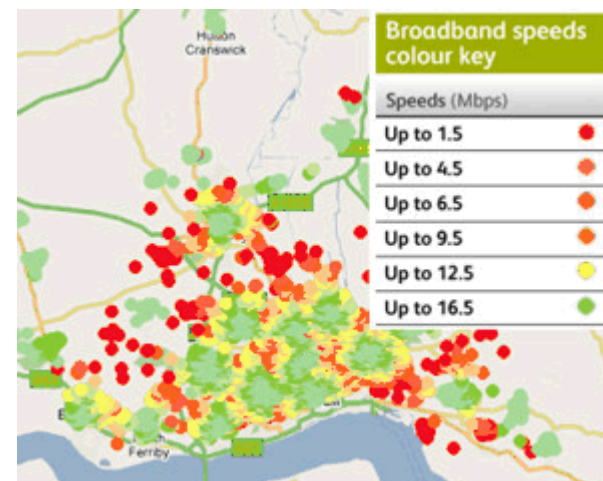 Broadband speeds
colour key
Speeds (Mbps)
Up to 1.5
Up to 4.5
Up to 6.5
Up to 9.5
Up to 12.5
Up to 16.5
Cranswick
Ferriby